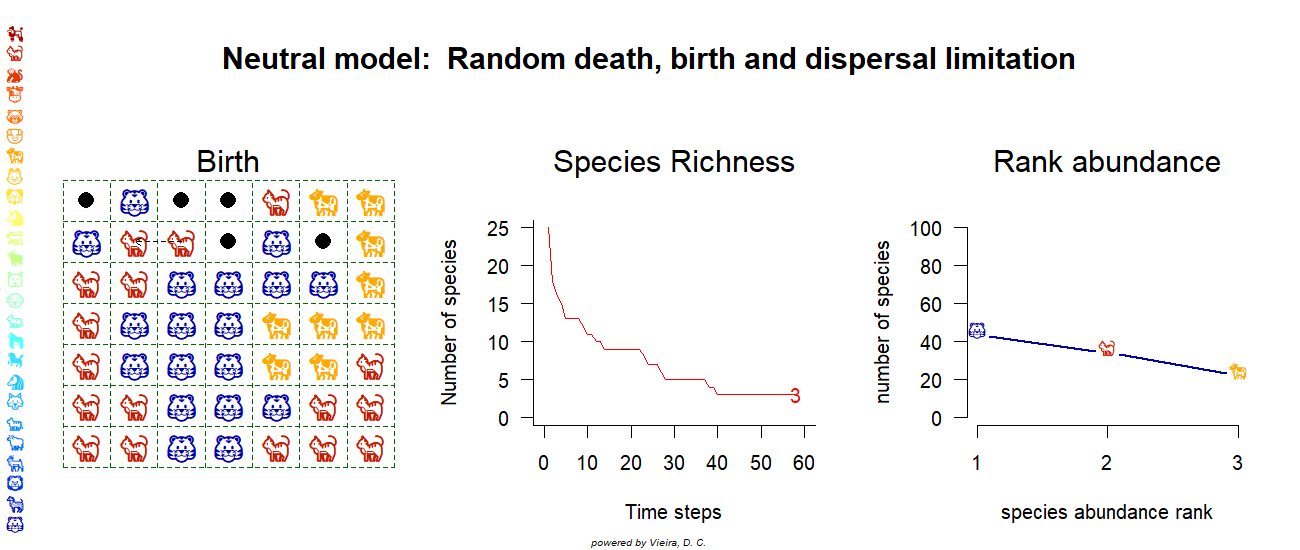 Neutral model:  Random death, birth and dispersal limitation
Birth
Species Richness
Number of species
25
20
15
10
5
0
3
0 10 20 30 40 50 60
Time steps
Rank abundance
number of species
100
80
60
40
20
0
1 2 3
species abundance rank
powered by Vieira, D. C.